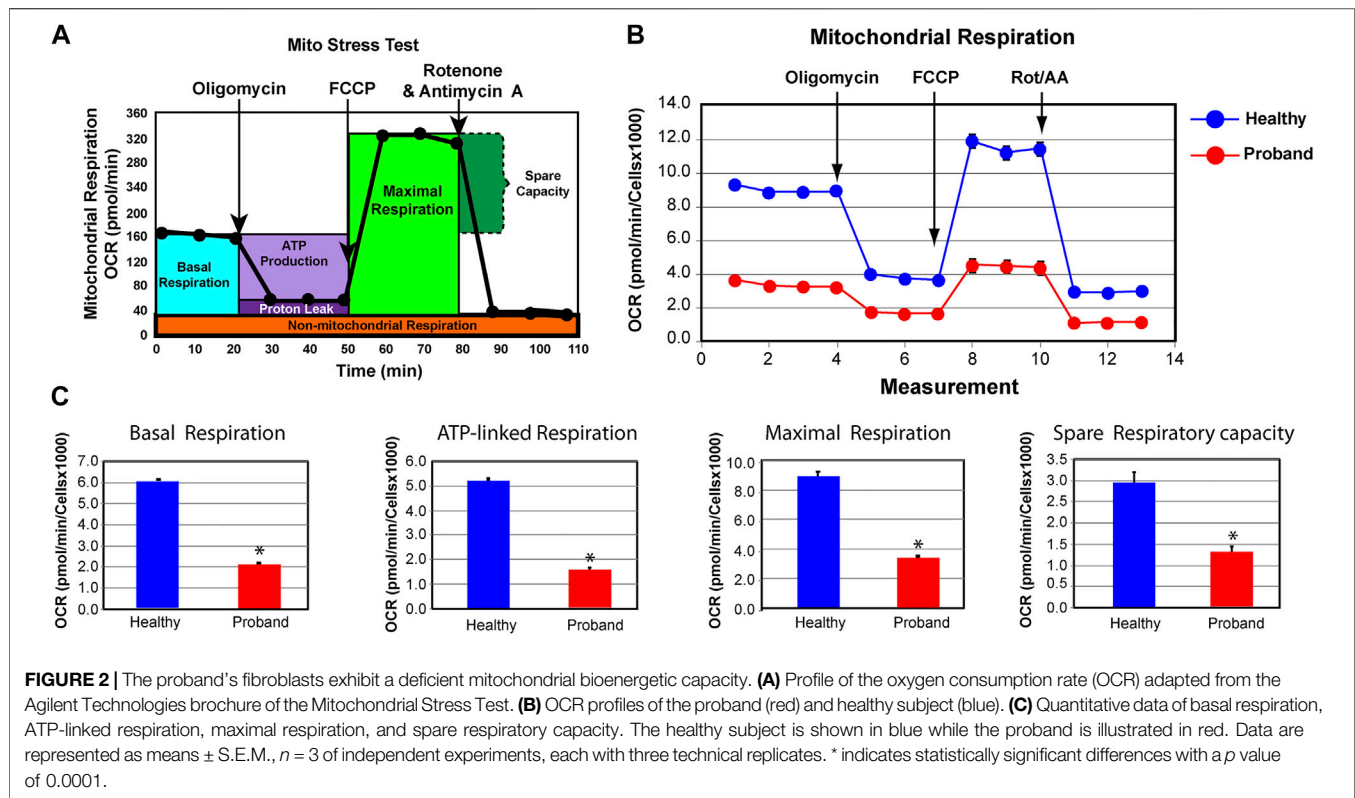 A
Mito Stress Test
Oligomycin
FCCP
Rotenone
& Antimycin A
Mitochondrial Respiration
OCR (pmol/min)
360
320
280
340
200
160
120
80
40
0
Basal
Respiration
ATP
Production
Proton Leak
Maximal
Respiration
Spare
Capacity
Non-mitochondrial Respiration
0 10 20 30 40 50 60 70 80 90 100 110
Time (min)
B
Mitochondrial Respiration
Oligomycin
FCCP
Rot/AA
OCR (pmol/min/Cellsx1000)
14.0
12.0
10.0
8.0
6.0
4.0
2.0
0.0
0 2 4 6 8 10 12 14
Measurement
Healthy
Proband
C
Basal Respiration
OCR (pmol/min/Cellsx1000)
7.0
6.0
5.0
4.0
3.0
2.0
1.0
0.0
*
Healthy Proband
ATP-linked Respiration
OCR (pmol/min/Cellsx1000)
6.0
5.0
4.0
3.0
2.0
1.0
0.0
*
Healthy Proband
Maximal Respiration
OCR (pmol/min/Cellsx1000)
10.0
8.0
6.0
4.0
2.0
0.0
*
Healthy Proband
Spare Respiratory capacity
OCR (pmol/min/Cellsx1000)
3.5
3.0
2.5
2.0
1.5
1.0
0.5
0.0
*
Healthy Proband
FIGURE 2 | The proband's fibroblasts exhibit a deficient mitochondrial bioenergetic capacity. (A) Profile of the oxygen consumption rate (OCR) adapted from the
Agilent Technologies brochure of the Mitochondrial Stress Test. (B) OCR profiles of the proband (red) and healthy subject (blue). (C) Quantitative data of basal respiration,
ATP-linked respiration, maximal respiration, and spare respiratory capacity. The healthy subject is shown in blue while the proband is illustrated in red. Data are
represented as means ± S.E.M., n = 3 of independent experiments, each with three technical replicates. * indicates statistically significant differences with a p value
of 0.0001.